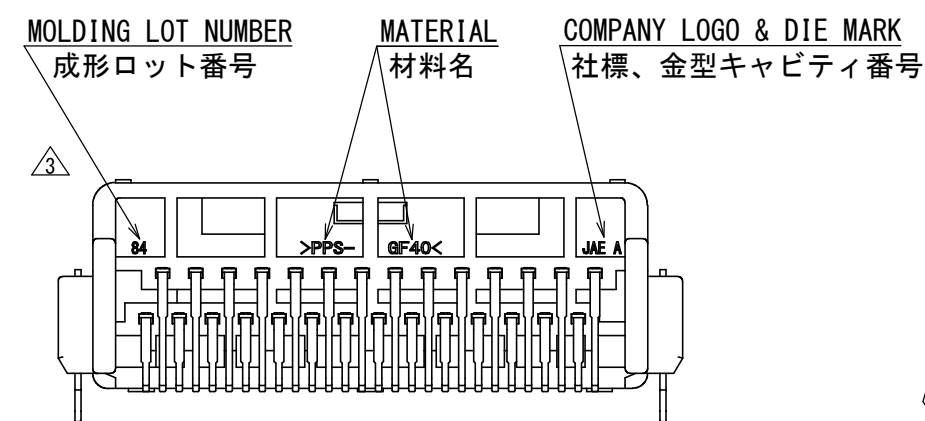 MOLDING LOT NUMBER
成形ロット番号
MATERIAL
材料名
COMPANY LOGO & DIE MARK
社標、金型キャビティ番号
3
84
>PPS-
GF40<
JAE A